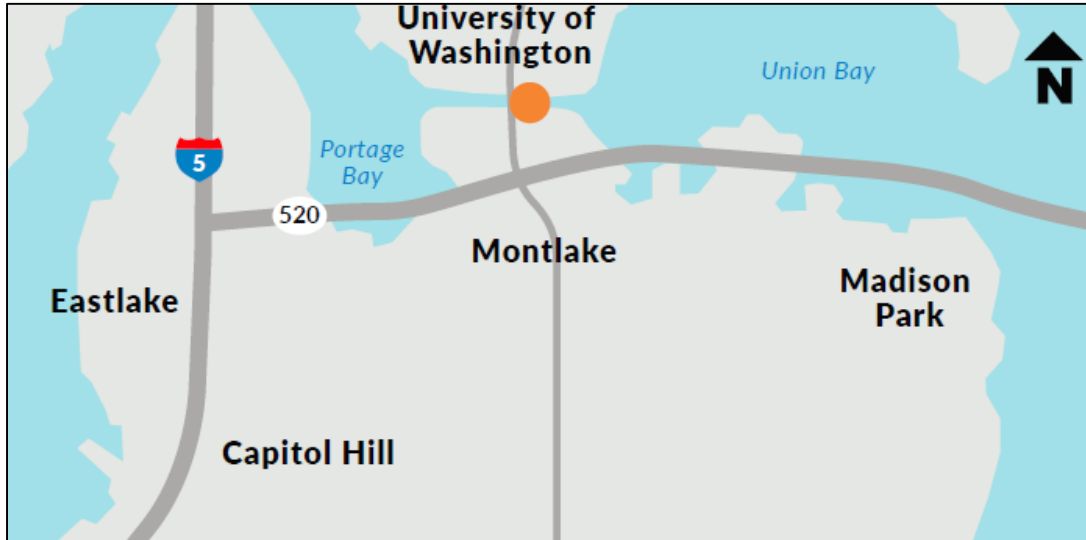 University of
Washington
Union Bay
N
5
Portage
Bay
520
Montlake
Madison
Park
Eastlake
Capitol Hill